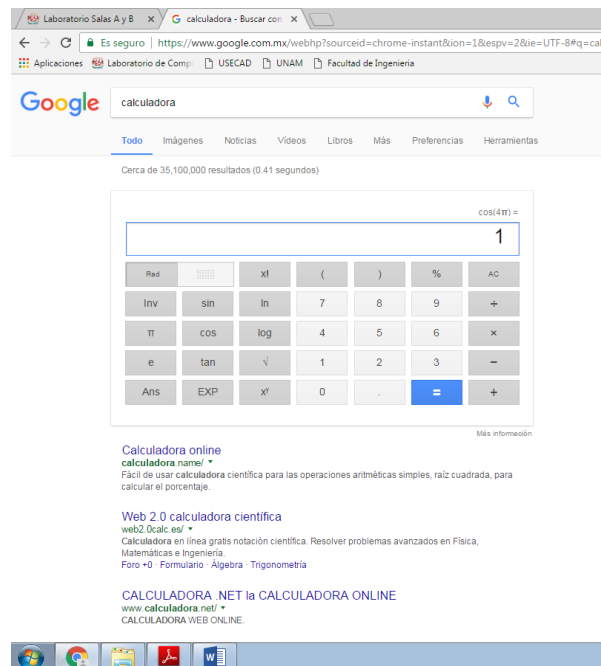 Laboratorio Salas A y B
calculadora - Buscar con
Es seguro | https://www.google.com.mx/webhp?sourceid=chrome-instant&ion=1&espv=2&ie=UTF-8#q=cal
Aplicaciones Laboratorio de Comp USECAD UNAM Facultad de Ingenieria
Google calculadora
Todo Imágenes Noticias Vídeos Libros Más Preferencias Herramientas
Cerca de 35,100,000 resultados (0.41 segundos)
cos(4π) =
1
Rad x! ( ) % AC
Inv sin ln 7 8 9 ÷
π cos log 4 5 6 ×
e tan √ 1 2 3 −
Ans EXP xʸ 0 . = +
Más información
Calculadora online
calculadora.name/
Fácil de usar calculadora científica para las operaciones aritméticas simples, raíz cuadrada, para
calcular el porcentaje.
Web 2.0 calculadora científica
web2.0calc.es/
Calculadora en línea gratis notación científica. Resolver problemas avanzados en Física,
Matemáticas e Ingeniería.
Foro +0 · Formulario · Álgebra · Trigonometría
CALCULADORA .NET la CALCULADORA ONLINE
www.calculadora.net/
CALCULADORA WEB ONLINE.